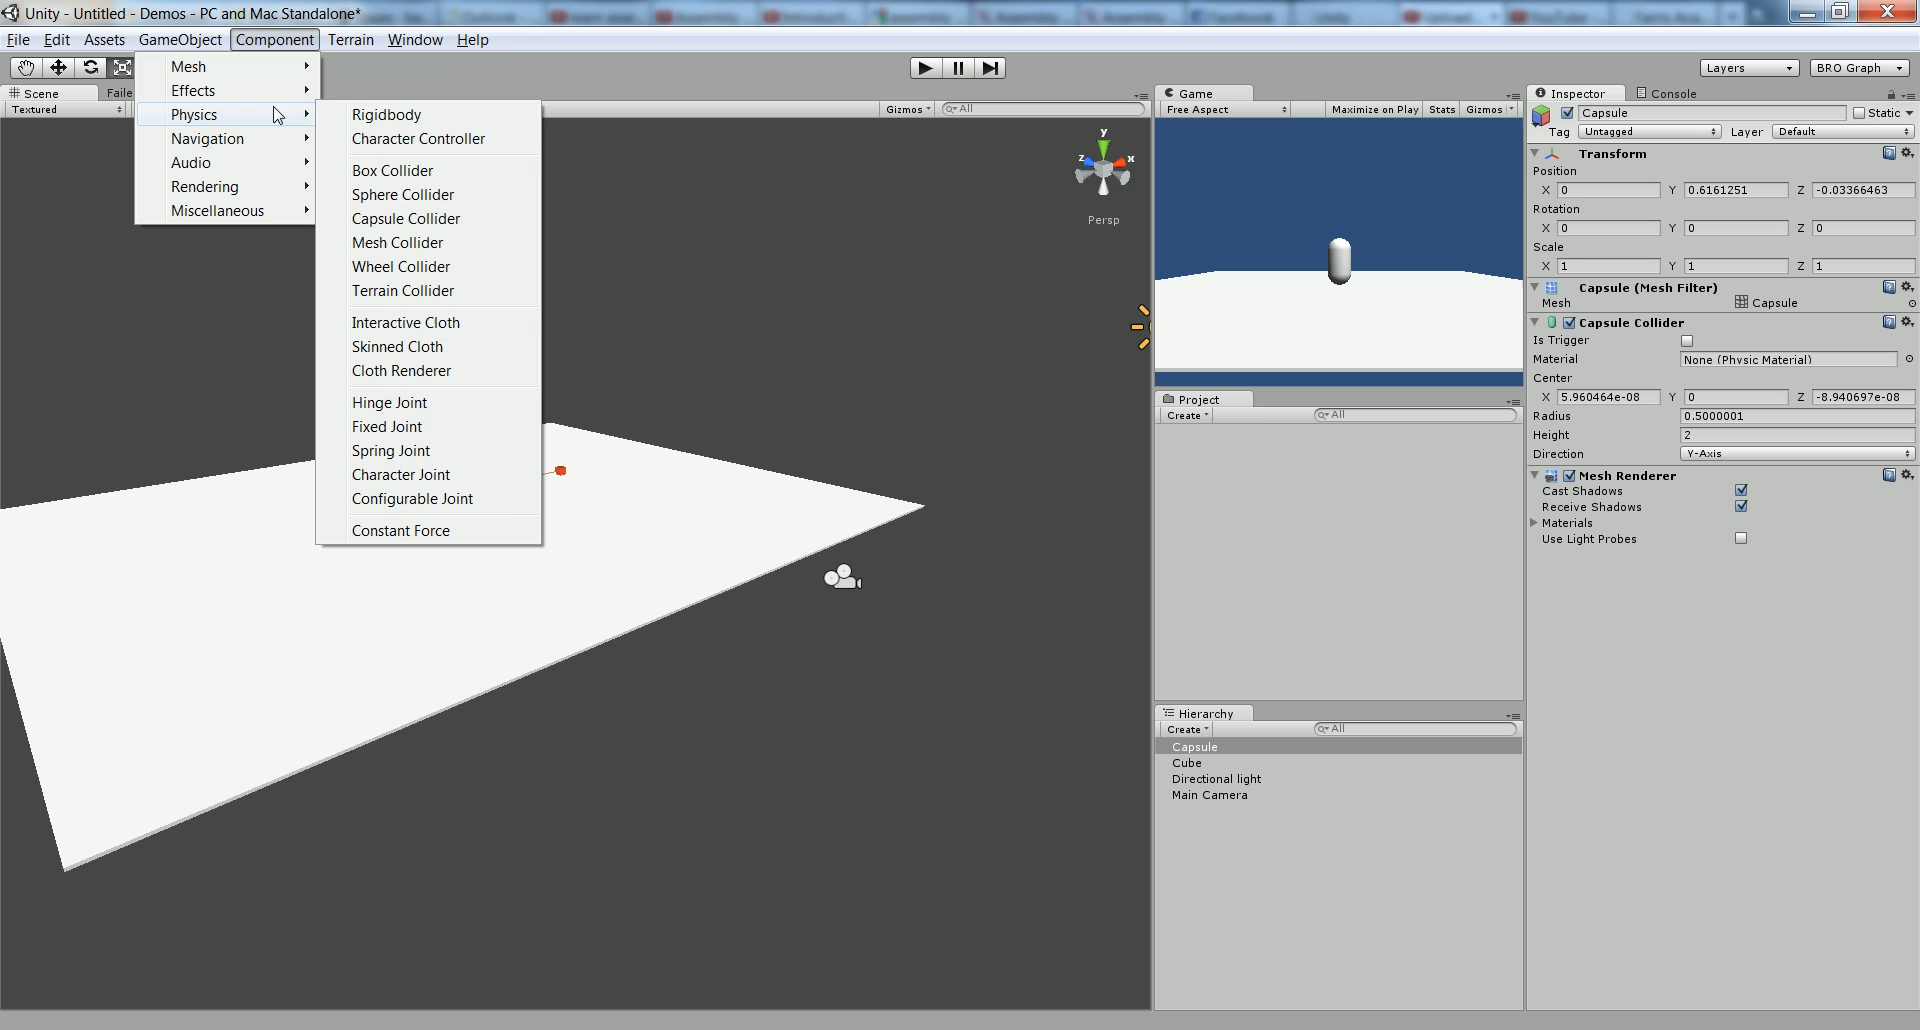 Unity - Untitled - Demos - PC and Mac Standalone*
File Edit Assets GameObject Component Terrain Window Help
Layers BRO Graph
Mesh
Effects
Physics
Navigation
Audio
Rendering
Miscellaneous
Rigidbody
Character Controller
Box Collider
Sphere Collider
Capsule Collider
Mesh Collider
Wheel Collider
Terrain Collider
Interactive Cloth
Skinned Cloth
Cloth Renderer
Hinge Joint
Fixed Joint
Spring Joint
Character Joint
Configurable Joint
Constant Force
Scene Faile
Textured Gizmos All
y
z x
Persp
Game
Free Aspect Maximize on Play Stats Gizmos
Project
Create All
Hierarchy
Create All
Capsule
Cube
Directional light
Main Camera
Inspector Console
Capsule Static
Tag Untagged Layer Default
Transform
Position
X 0 Y 0.6161251 Z -0.03366463
Rotation
X 0 Y 0 Z 0
Scale
X 1 Y 1 Z 1
Capsule (Mesh Filter)
Mesh Capsule
Capsule Collider
Is Trigger
Material None (Physic Material)
Center
X 5.960464e-08 Y 0 Z -8.940697e-08
Radius 0.5000001
Height 2
Direction Y-Axis
Mesh Renderer
Cast Shadows
Receive Shadows
Materials
Use Light Probes